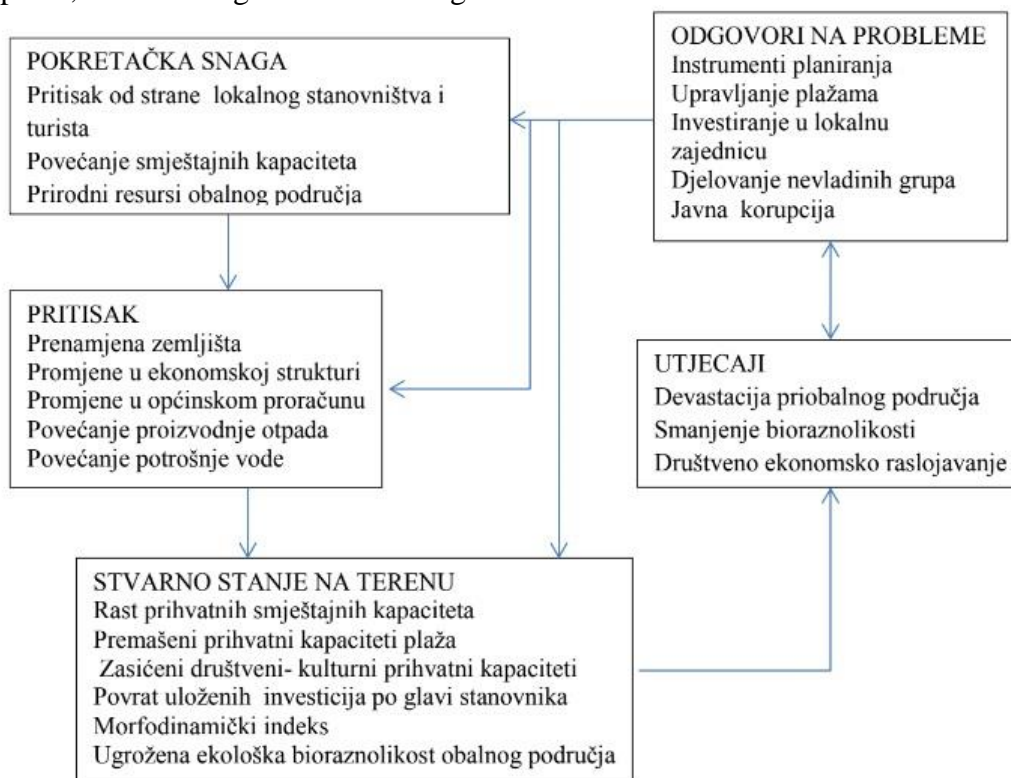 POKRETAČKA SNAGA
Pritisak od strane lokalnog stanovništva i
turista
Povećanje smještajnih kapaciteta
Prirodni resursi obalnog područja
ODGOVORI NA PROBLEME
Instrumenti planiranja
Upravljanje plažama
Investiranje u lokalnu
zajednicu
Djelovanje nevladinih grupa
Javna korupcija
PRITISAK
Prenamjena zemljišta
Promjene u ekonomskoj strukturi
Promjene u općinskom proračunu
Povećanje proizvodnje otpada
Povećanje potrošnje vode
UTJECAJI
Devastacija priobalnog područja
Smanjenje bioraznolikosti
Društveno ekonomsko raslojavanje
STVARNO STANJE NA TERENU
Rast prihvatnih smještajnih kapaciteta
Premašeni prihvatni kapaciteti plaža
Zasićeni društveni- kulturni prihvatni kapaciteti
Povrat uloženih investicija po glavi stanovnika
Morfodinamički indeks
Ugrožena ekološka bioraznolikost obalnog područja